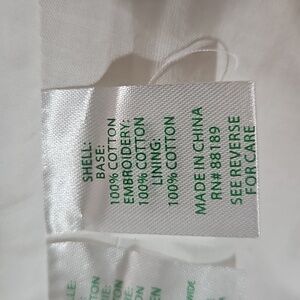 SHELL:
BASE:
100% COTTON
EMBROIDERY:
100% COTTON
LINING:
100% COTTON
MADE IN CHINA
RN# 88189
SEE REVERSE
FOR CARE